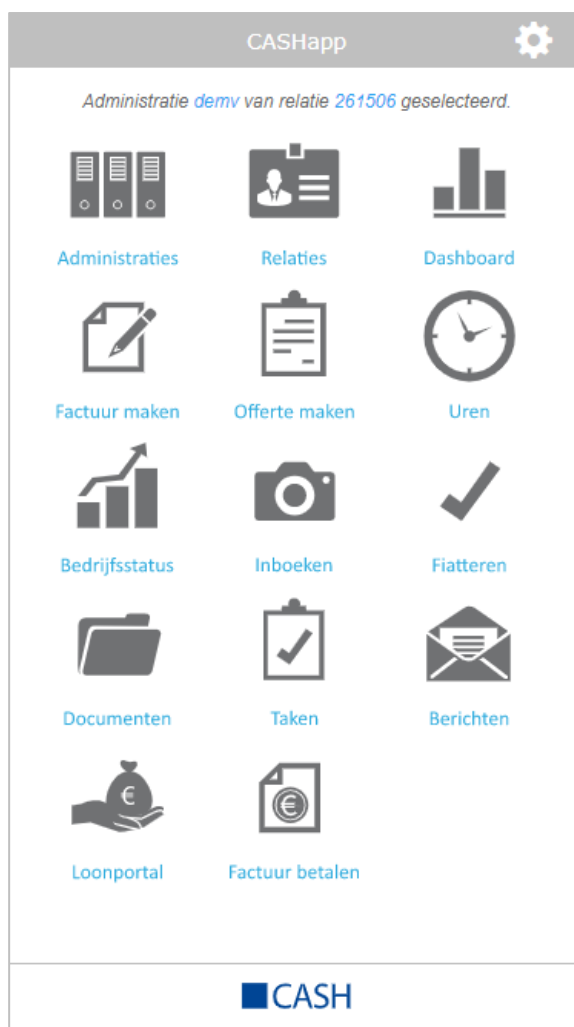 CASHapp
Administratie demv van relatie 261506 geselecteerd.
Administraties Relaties Dashboard
Factuur maken Offerte maken Uren
Bedrijfsstatus Inboeken Fiatteren
Documenten Taken Berichten
€ €
Loonportal Factuur betalen
CASH